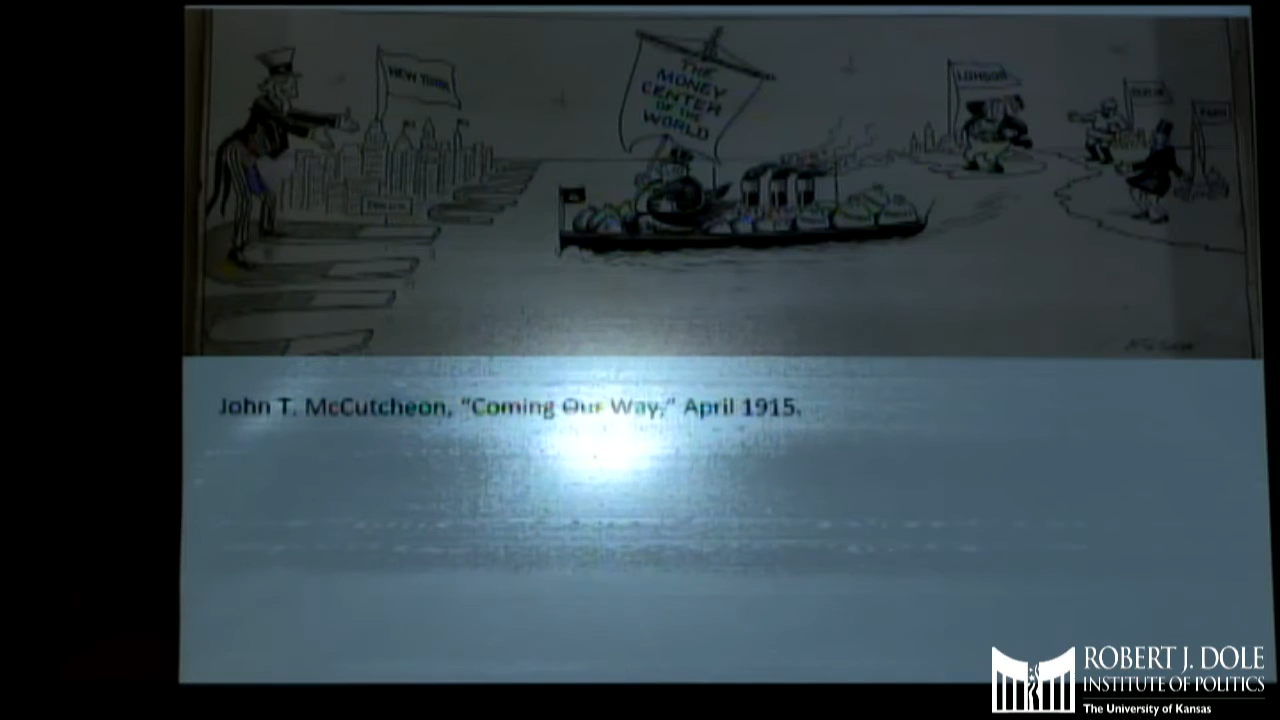 NEW YORK
THE
MONEY
CENTER
OF THE
WORLD
LONDON
John T. McCutcheon, “Coming Our Way,” April 1915.
ROBERT J. DOLE
INSTITUTE OF POLITICS
The University of Kansas